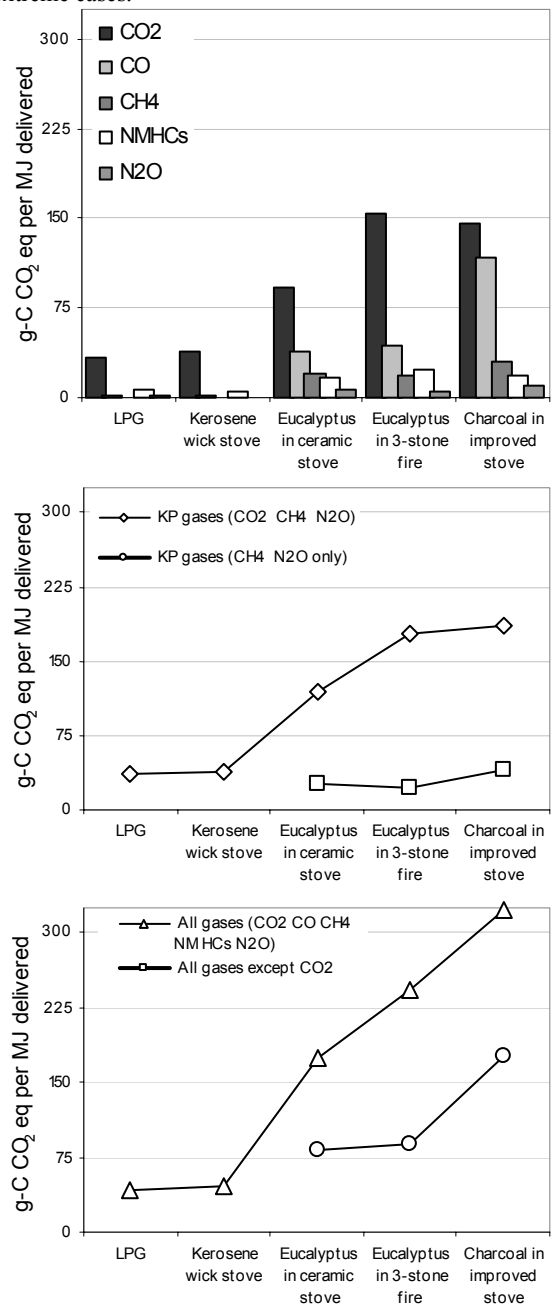 extreme cases.
300
225
150
75
0
g-C CO2 eq per MJ delivered
CO2
CO
CH4
NMHCs
N2O
LPG
Kerosene
wick stove
Eucalyptus
in ceramic
stove
Eucalyptus
in 3-stone
fire
Charcoal in
improved
stove
300
225
150
75
0
g-C CO2 eq per MJ delivered
KP gases (CO2 CH4 N2O)
KP gases (CH4 N2O only)
LPG
Kerosene
wick stove
Eucalyptus
in ceramic
stove
Eucalyptus
in 3-stone
fire
Charcoal in
improved
stove
300
225
150
75
0
g-C CO2 eq per MJ delivered
All gases (CO2 CO CH4
NMHCs N2O)
All gases except CO2
LPG
Kerosene
wick stove
Eucalyptus
in ceramic
stove
Eucalyptus
in 3-stone
fire
Charcoal in
improved
stove